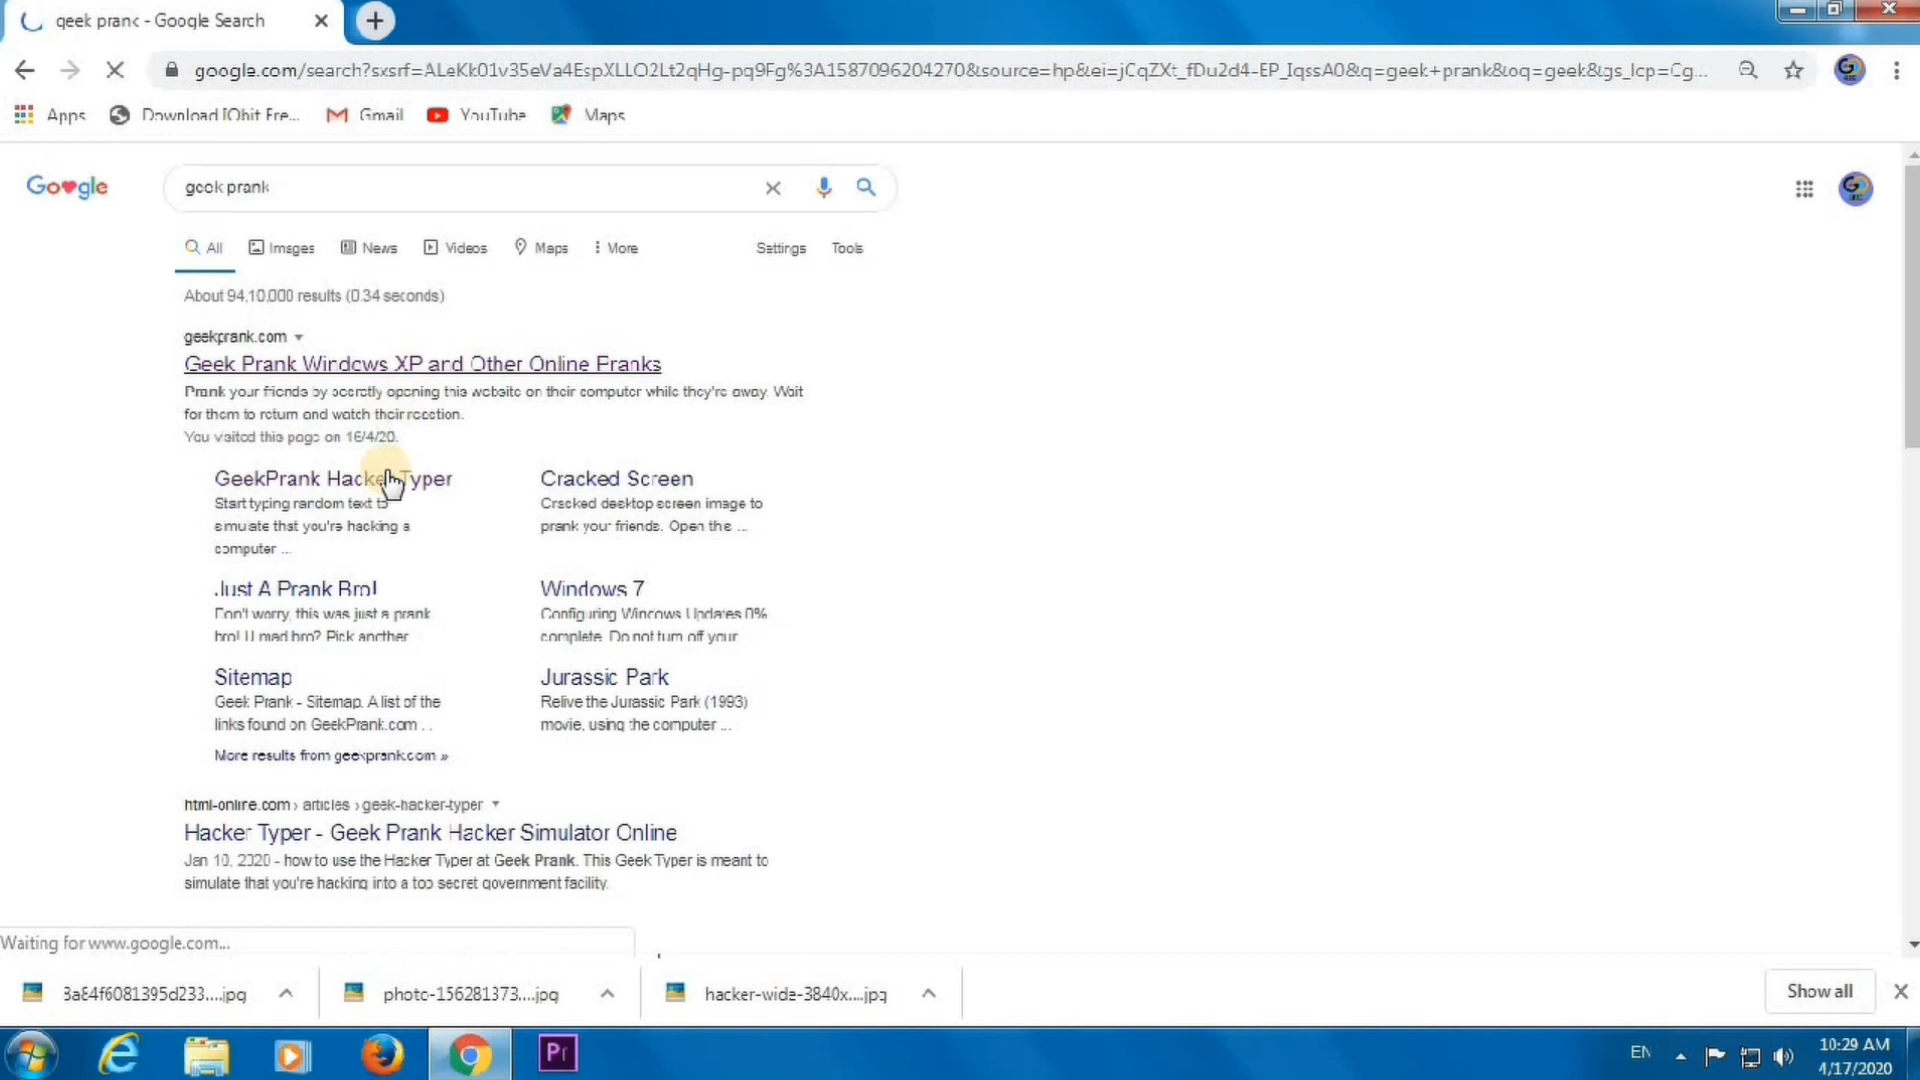 geek prank - Google Search
google.com/search?sxsrf=ALeKk01v35eVa4EspXLLO2Lt2qHg-pq9Fg%3A1587096204270&source=hp&ei=jCqZXt_fDu2d4-EP_IqssA0&q=geek+prank&oq=geek&gs_lcp=Cg...
Apps Download [Obit Fre... Gmail YouTube Maps
Google geek prank
All Images News Videos Maps More Settings Tools
About 94,10,000 results (0.34 seconds)
geekprank.com
Geek Prank Windows XP and Other Online Pranks
Prank your friends by secretly opening this website on their computer while they're away. Wait
for them to return and watch their reaction.
You visited this page on 16/4/20.
GeekPrank Hacker Typer
Start typing random text to
simulate that you're hacking a
computer ...
Cracked Screen
Cracked desktop screen image to
prank your friends. Open the ...
Just A Prank Bro!
Don't worry, this was just a prank
bro! U mad bro? Pick another
Windows 7
Configuring Windows Updates 0%
complete. Do not turn off your
Sitemap
Geek Prank - Sitemap. A list of the
links found on GeekPrank.com ...
Jurassic Park
Relive the Jurassic Park (1993)
movie, using the computer ...
More results from geekprank.com »
html-online.com › articles › geek-hacker-typer
Hacker Typer - Geek Prank Hacker Simulator Online
Jan 10, 2020 - how to use the Hacker Typer at Geek Prank. This Geek Typer is meant to
simulate that you're hacking into a top secret government facility.
Waiting for www.google.com...
3a84f6081395d233....jpg photo-156281373....jpg hacker-wide-3840x....jpg Show all
Pr EN 10:29 AM
4/17/2020